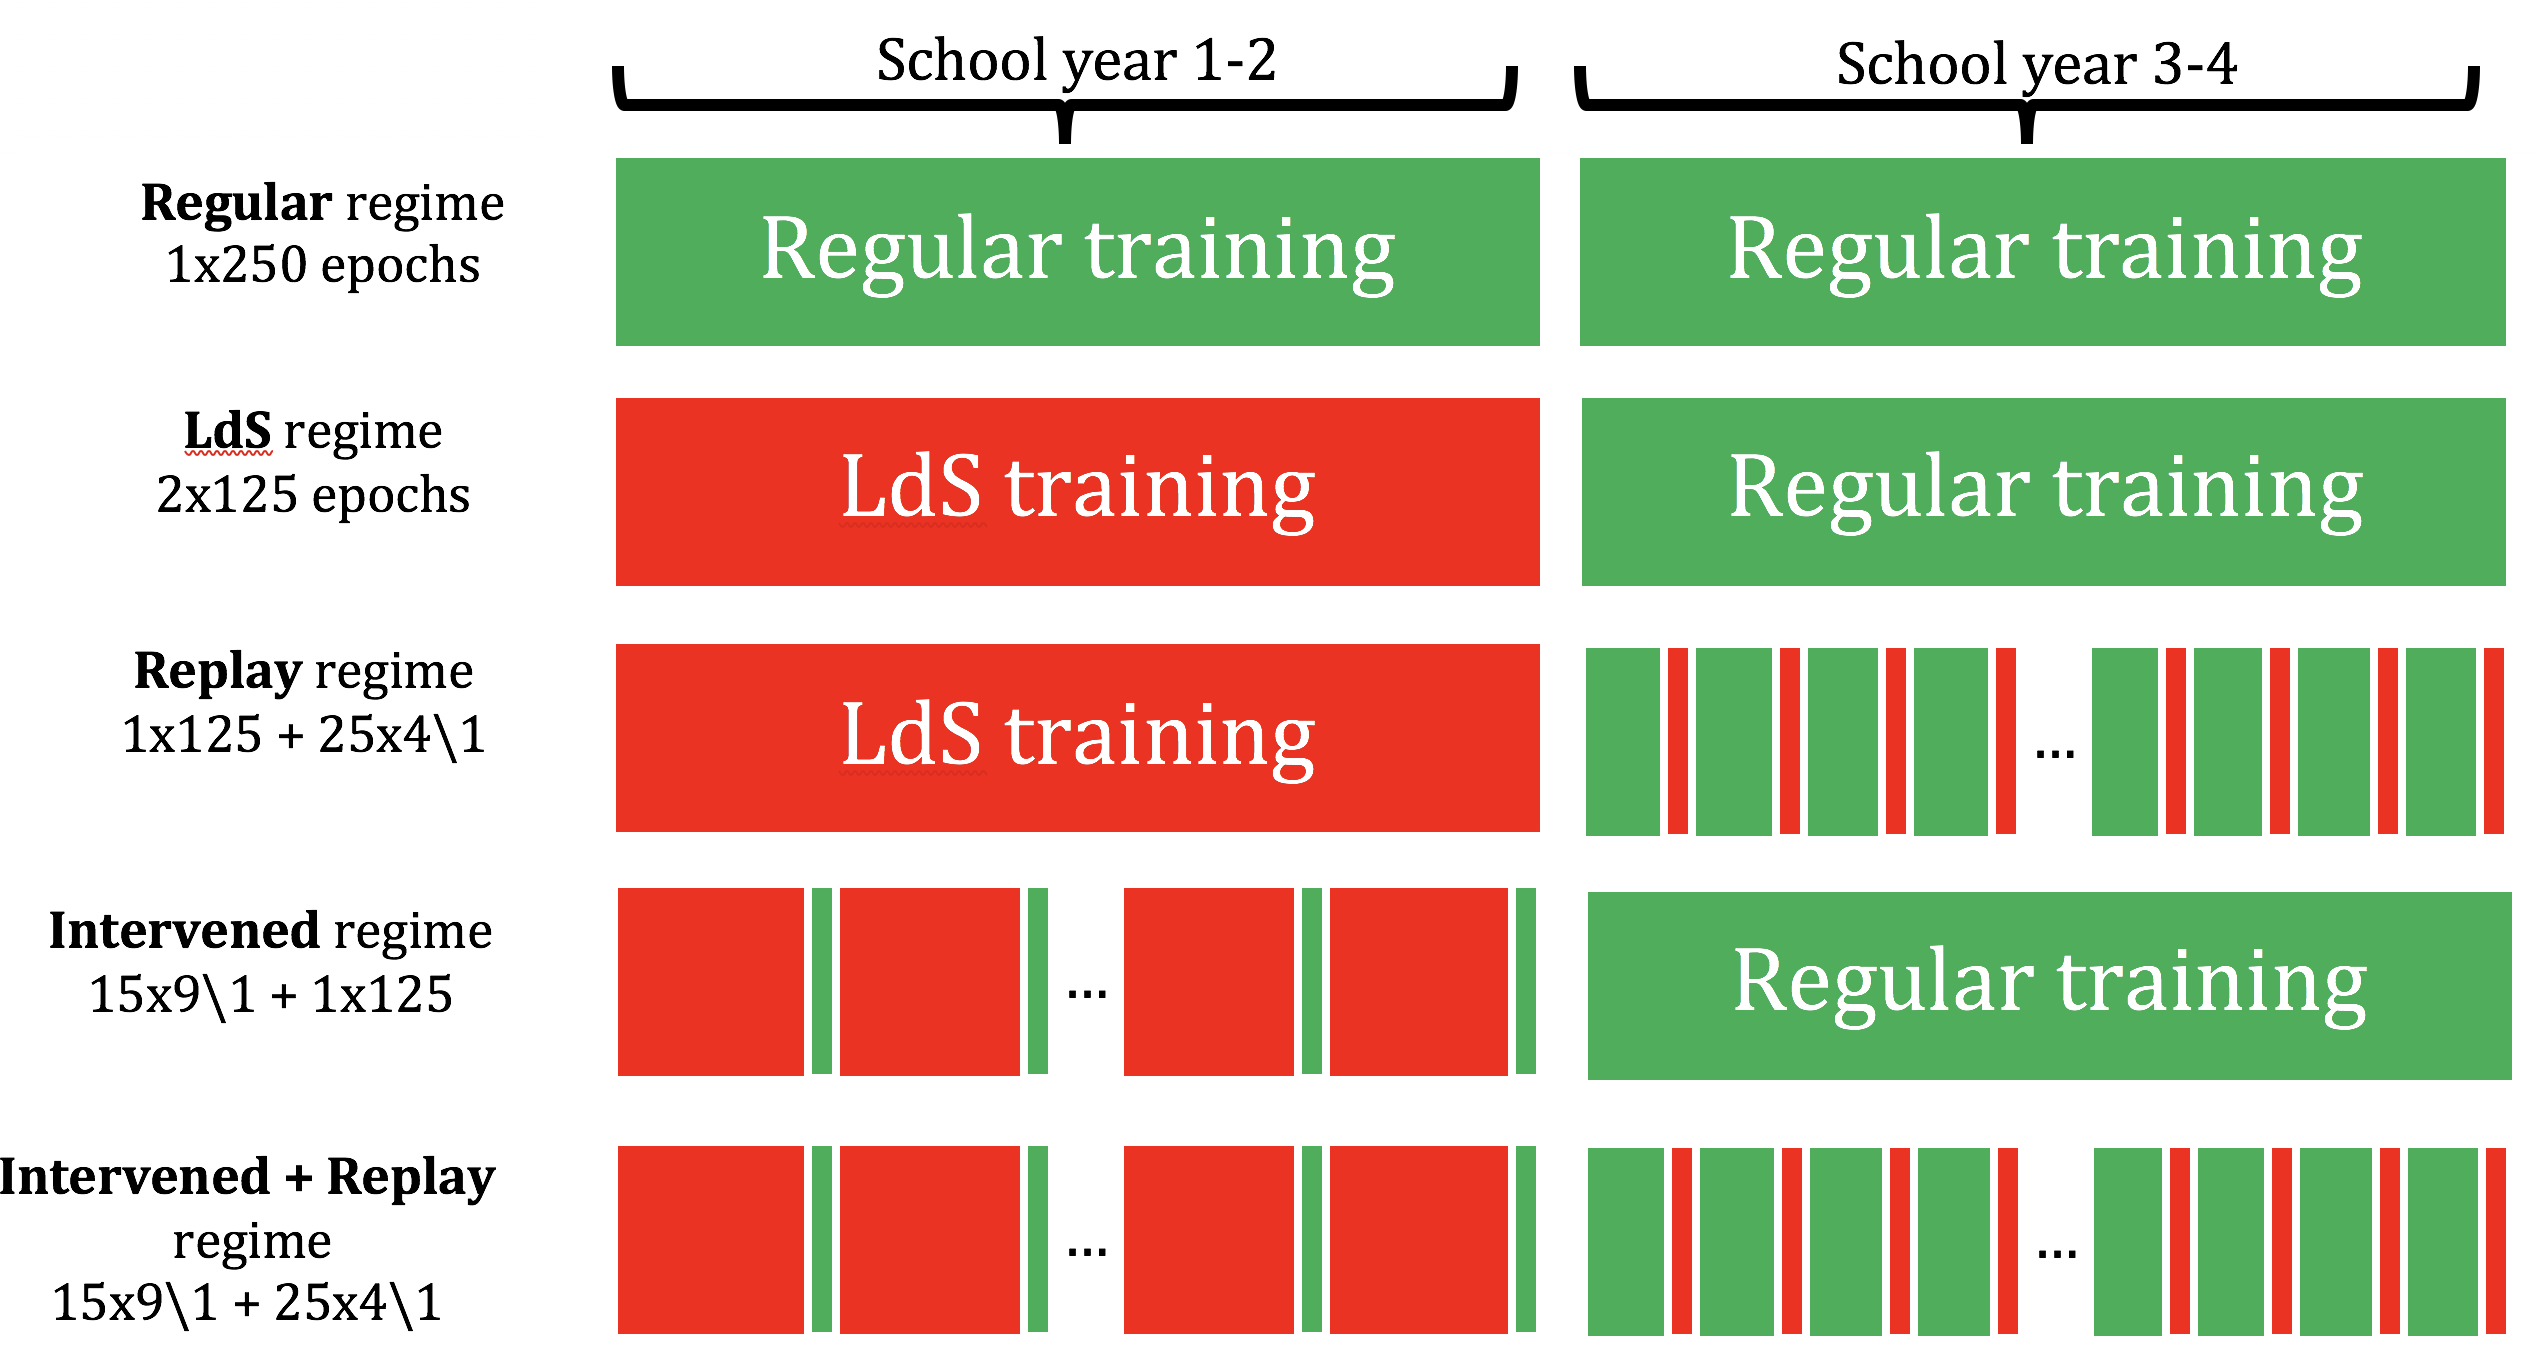 School year 1-2
School year 3-4
Regular regime
1x250 epochs
Regular training
Regular training
LdS regime
2x125 epochs
LdS training
Regular training
Replay regime
1x125 + 25x4\1
LdS training
...
Intervened regime
15x9\1 + 1x125
...
Regular training
Intervened + Replay
regime
15x9\1 + 25x4\1
...
...